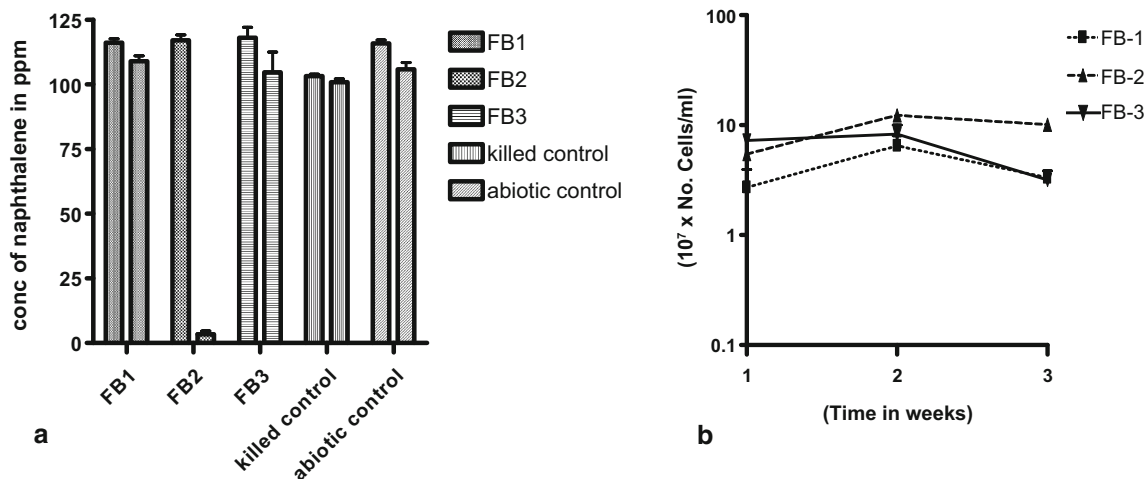 conc of naphthalene in ppm
125
100
75
50
25
0
FB1
FB2
FB3
killed control
abiotic control
FB1
FB2
FB3
killed control
abiotic control
a
(10⁷ x No. Cells/ml)
100
10
1
0.1
1
2
3
(Time in weeks)
FB-1
FB-2
FB-3
b